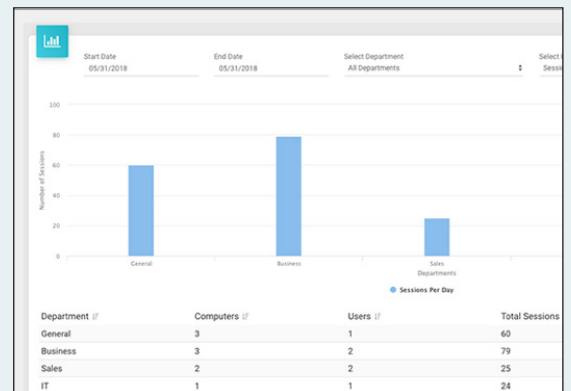 Start Date End Date Select Department Select
05/31/2018 05/31/2018 All Departments Sessi
100
80
60
40
20
0
Number of Sessions
General Business Sales
Departments
Sessions Per Day
Department Computers Users Total Sessions
General 3 1 60
Business 3 2 79
Sales 2 2 25
IT 1 1 24